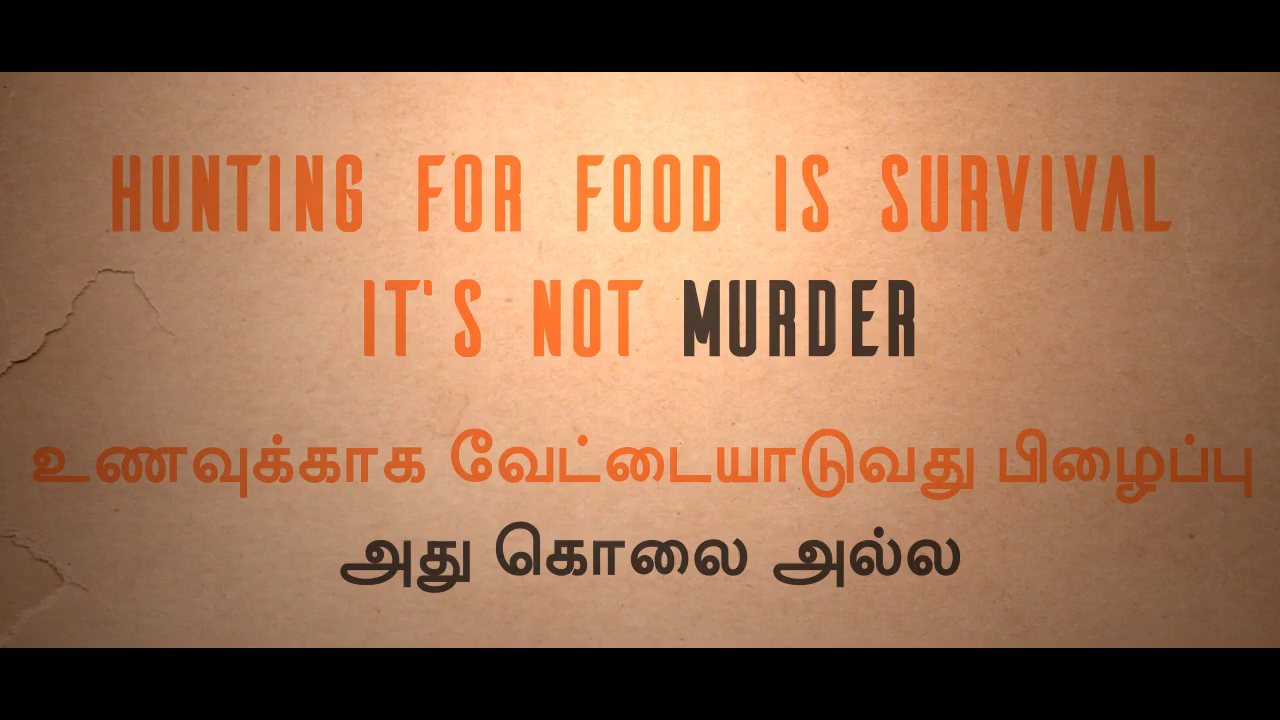 HUNTING FOR FOOD IS SURVIVAL
IT'S NOT MURDER
உணவுக்காக வேட்டையாடுவது பிழைப்பு
அது கொலை அல்ல